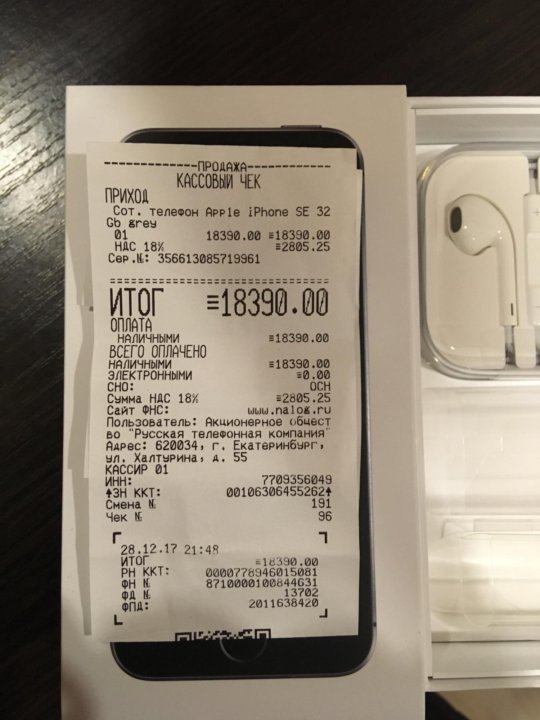 ПРОДАЖА
КАССОВЫЙ ЧЕК
ПРИХОД
Сот. телефон Apple iPhone SE 32
Gb grey
01 18390.00 ≡18390.00
НДС 18% ≡2805.25
Сер.№: 356613085719961
ИТОГ ≡18390.00
ОПЛАТА
НАЛИЧНЫМИ ≡18390.00
ВСЕГО ОПЛАЧЕНО
НАЛИЧНЫМИ ≡18390.00
ЭЛЕКТРОННЫМИ ≡0.00
СНО: ОСН
Сумма НДС 18% ≡2805.25
Сайт ФНС: www.nalog.ru
Пользователь: Акционерное общест
во "Русская телефонная компания"
Адрес: 620034, г. Екатеринбург,
ул. Халтурина, д. 55
КАССИР 01
ИНН: 7709356049
↑ЗН ККТ: 00106306455262↑
Смена № 191
Чек № 96
28.12.17 21:48
ИТОГ ≡18390.00
РН ККТ: 0000778946015081
ФН № 8710000100844631
ФД № 13702
ФПД: 2011638420